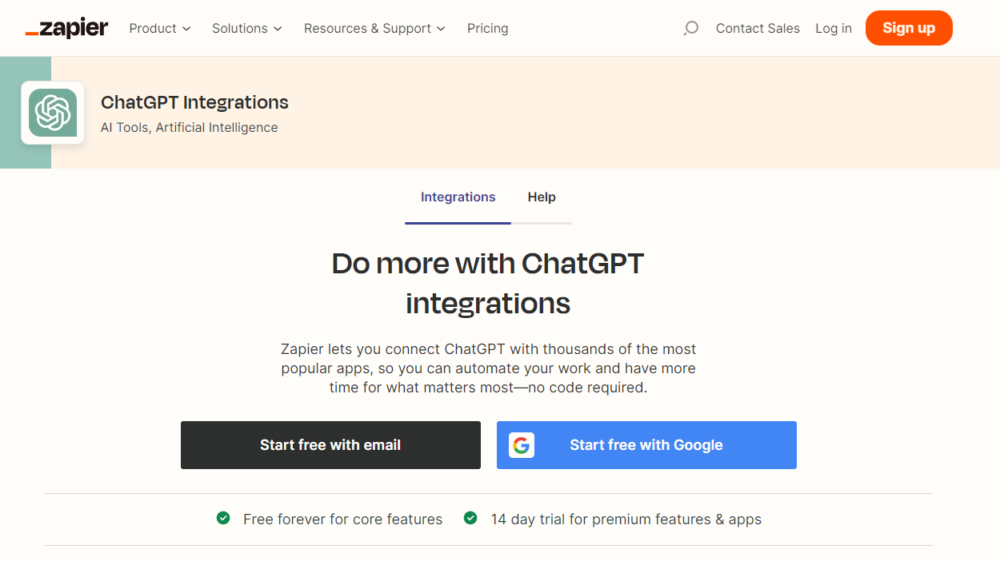 _zapier
Product
Solutions
Resources & Support
Pricing
Contact Sales
Log in
Sign up
ChatGPT Integrations
AI Tools, Artificial Intelligence
Integrations
Help
Do more with ChatGPT
integrations
Zapier lets you connect ChatGPT with thousands of the most
popular apps, so you can automate your work and have more
time for what matters most—no code required.
Start free with email
Start free with Google
Free forever for core features
14 day trial for premium features & apps